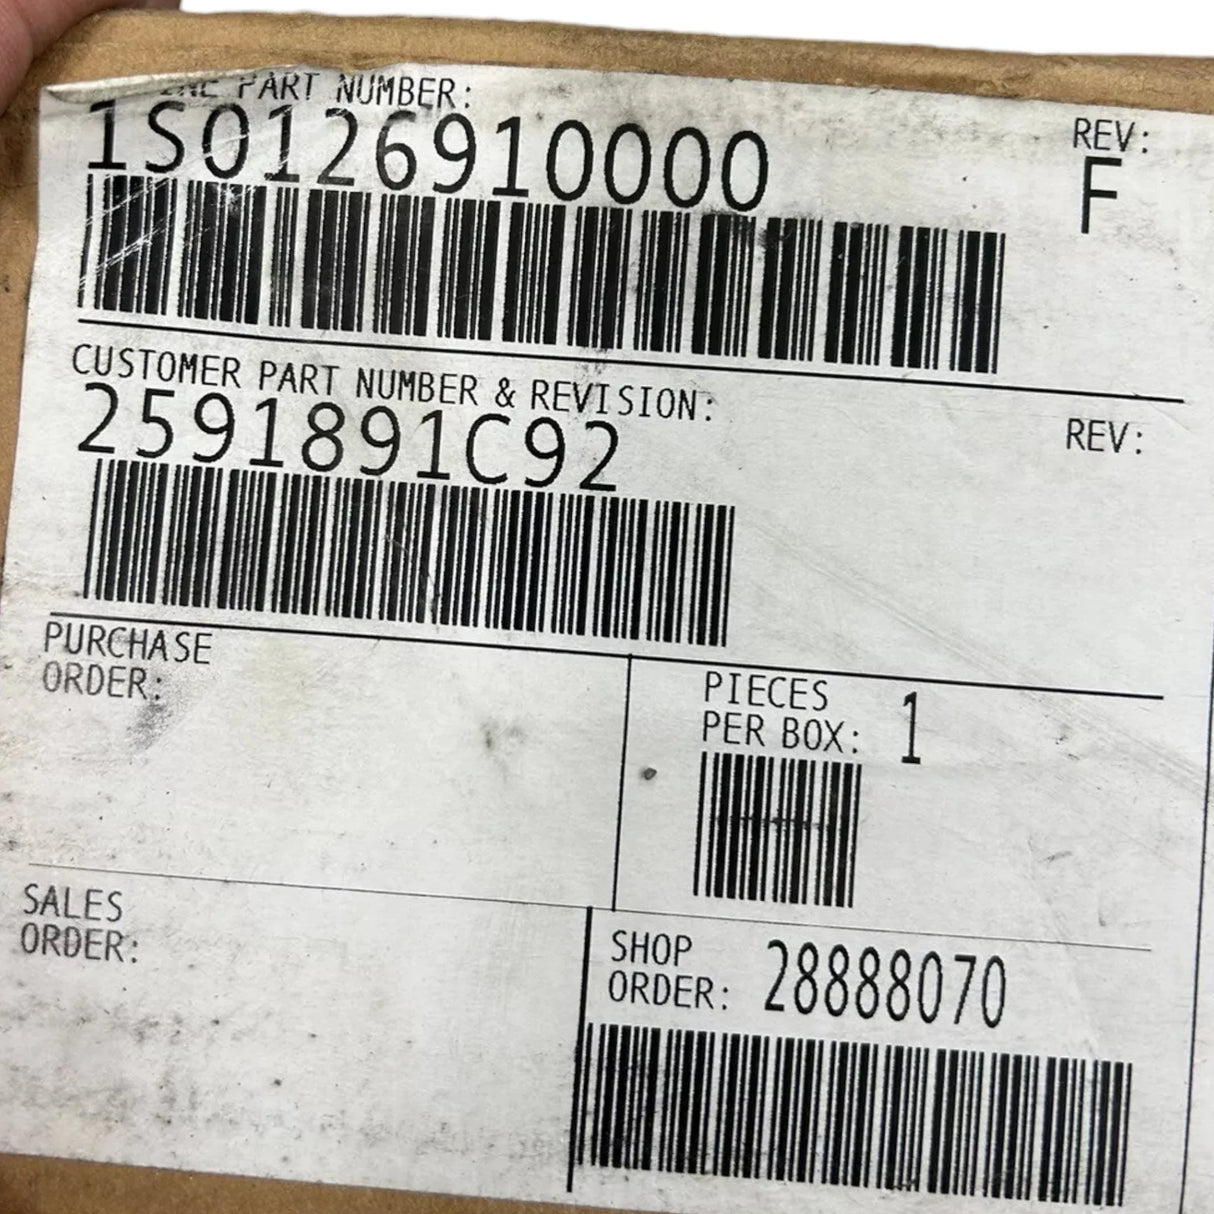 PART NUMBER:
1S0126910000
REV:
F
CUSTOMER PART NUMBER & REVISION:
2591891C92
REV:
PURCHASE
ORDER:
PIECES
PER BOX: 1
SALES
ORDER:
SHOP
ORDER: 28888070